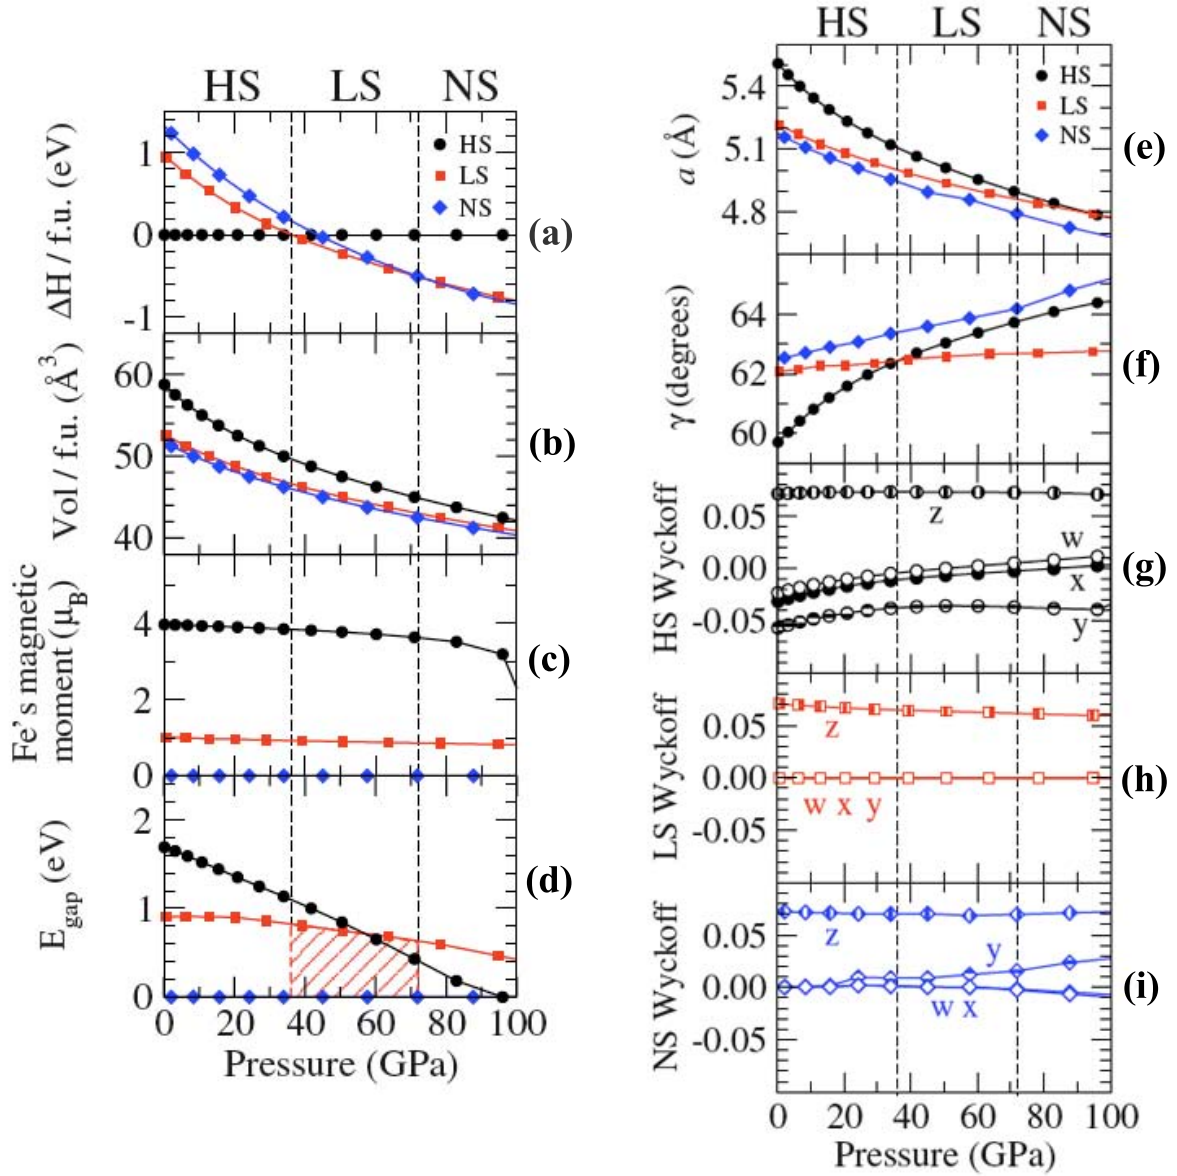 HS LS NS
HS
LS
NS
1
0
-1
ΔH / f.u. (eV)
(a)
60
50
40
Vol / f.u. (Å³)
(b)
4
2
0
Fe's magnetic
moment (μ_B)
(c)
2
1
0
E_gap (eV)
(d)
0 20 40 60 80 100
Pressure (GPa)
HS LS NS
HS
LS
NS
5.4
5.1
4.8
a (Å)
(e)
64
62
60
γ (degrees)
(f)
0.05
0.00
-0.05
HS Wyckoff
z
w
x
y
(g)
0.05
0.00
-0.05
LS Wyckoff
z
w x y
(h)
0.05
0.00
-0.05
NS Wyckoff
z
y
w x
(i)
0 20 40 60 80 100
Pressure (GPa)